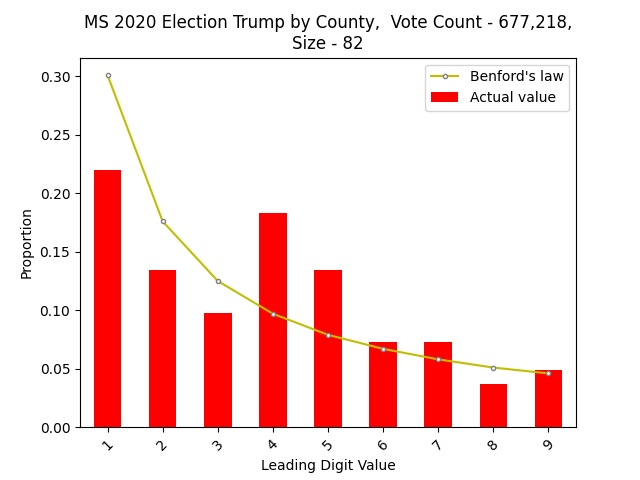 MS 2020 Election Trump by County,  Vote Count - 677,218,
Size - 82
Benford's law
Actual value
Proportion
0.30
0.25
0.20
0.15
0.10
0.05
0.00
1 2 3 4 5 6 7 8 9
Leading Digit Value